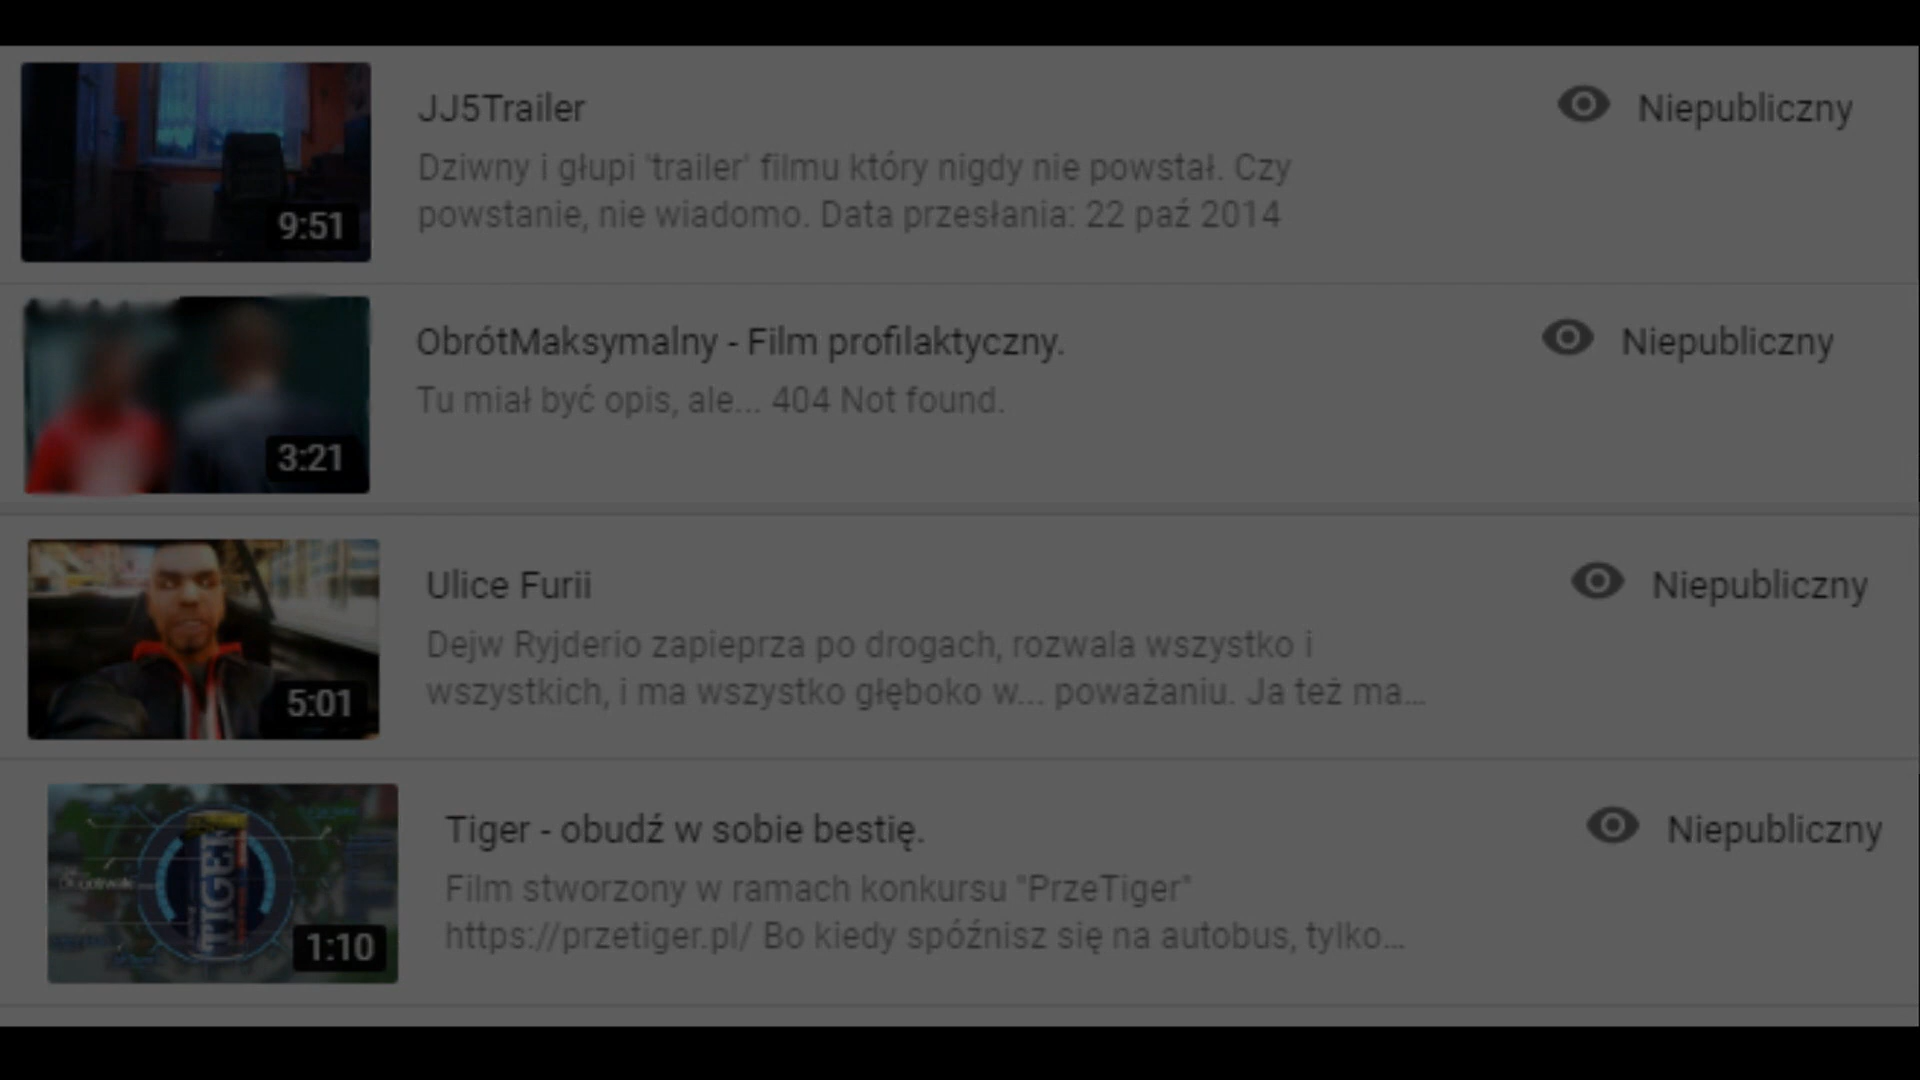 JJ5Trailer
Niepubliczny
Dziwny i głupi 'trailer' filmu który nigdy nie powstał. Czy
powstanie, nie wiadomo. Data przesłania: 22 paź 2014
9:51
ObrótMaksymalny - Film profilaktyczny.
Niepubliczny
Tu miał być opis, ale... 404 Not found.
3:21
Ulice Furii
Niepubliczny
Dejw Ryjderio zapieprza po drogach, rozwala wszystko i
wszystkich, i ma wszystko głęboko w... poważaniu. Ja też ma...
5:01
Tiger - obudź w sobie bestię.
Niepubliczny
Film stworzony w ramach konkursu "PrzeTiger"
https://przetiger.pl/ Bo kiedy spóźnisz się na autobus, tylko...
TIGER
1:10